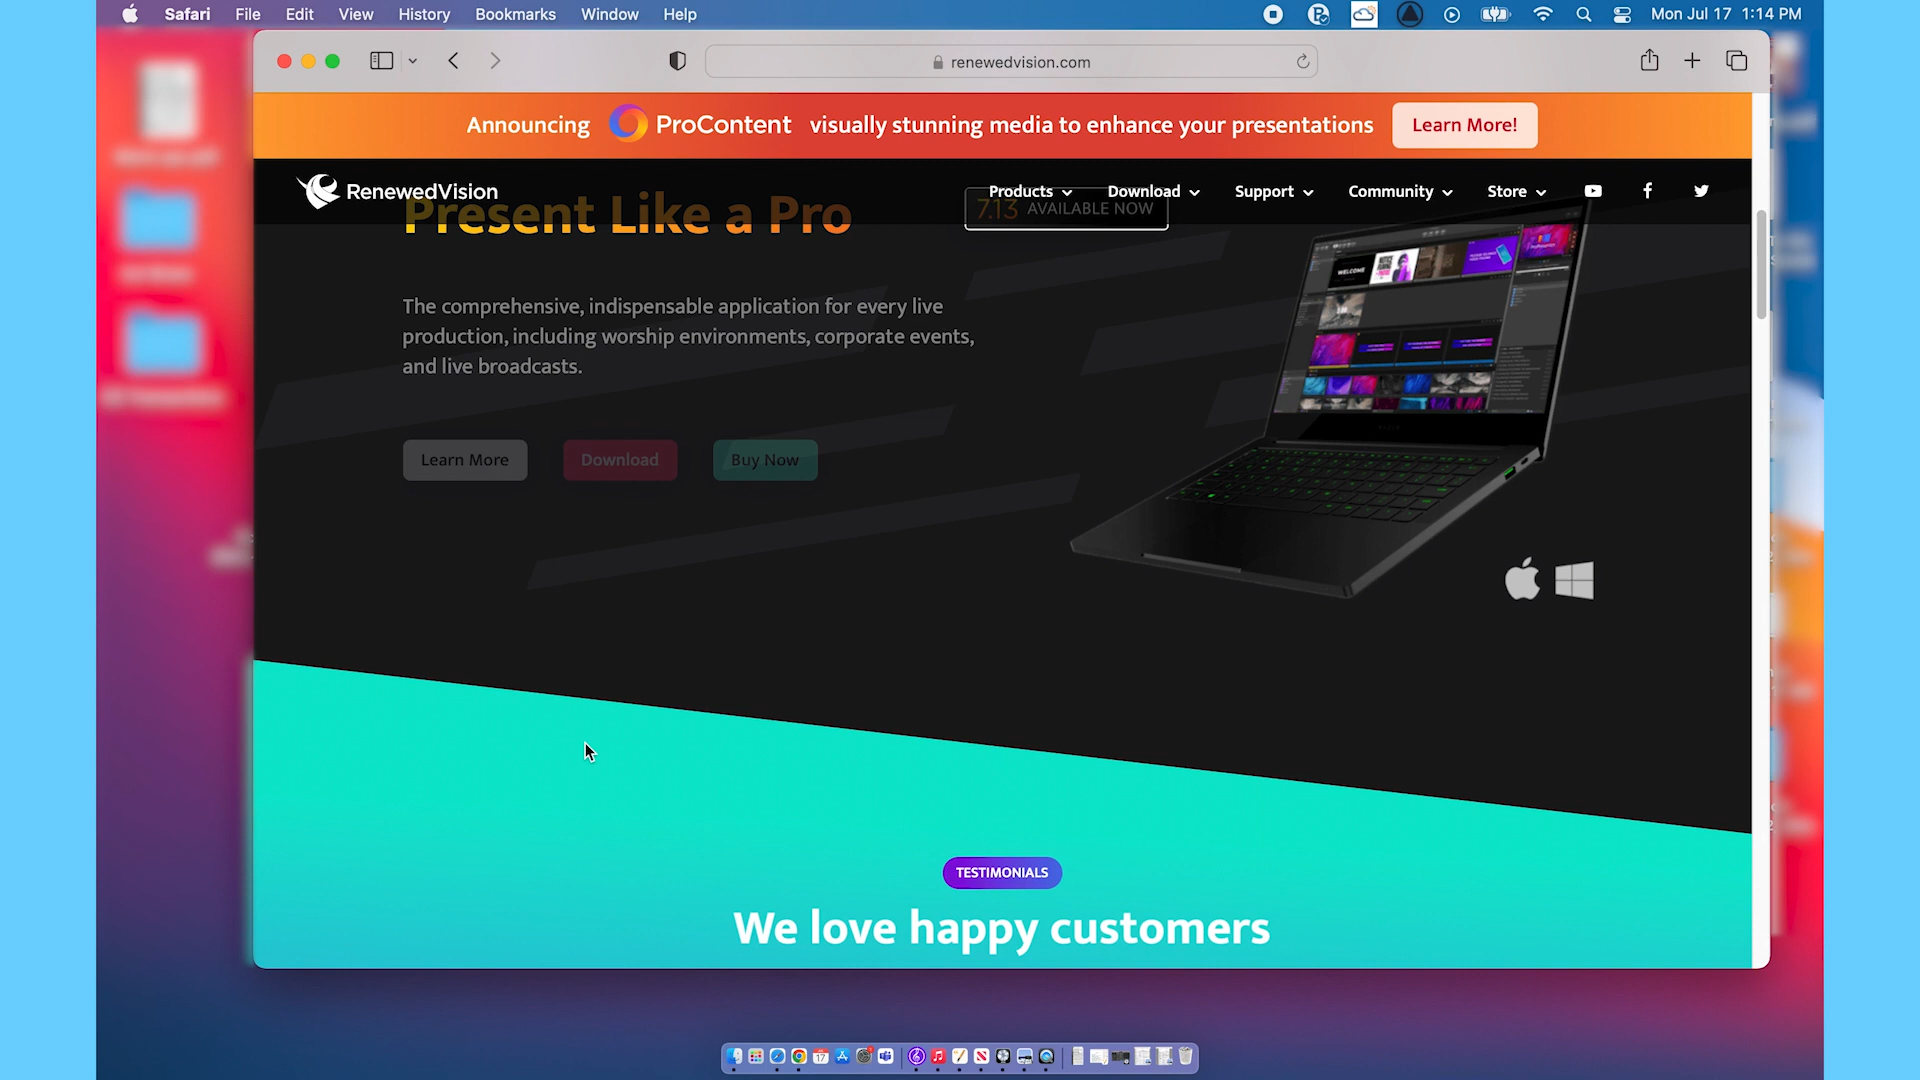 Safari File Edit View History Bookmarks Window Help Mon Jul 17 1:14 PM
renewedvision.com
Announcing ProContent visually stunning media to enhance your presentations Learn More!
RenewedVision Products Download Support Community Store
Present Like a Pro
7.13 AVAILABLE NOW
The comprehensive, indispensable application for every live
production, including worship environments, corporate events,
and live broadcasts.
Learn More Download Buy Now
WELCOME
TESTIMONIALS
We love happy customers
17